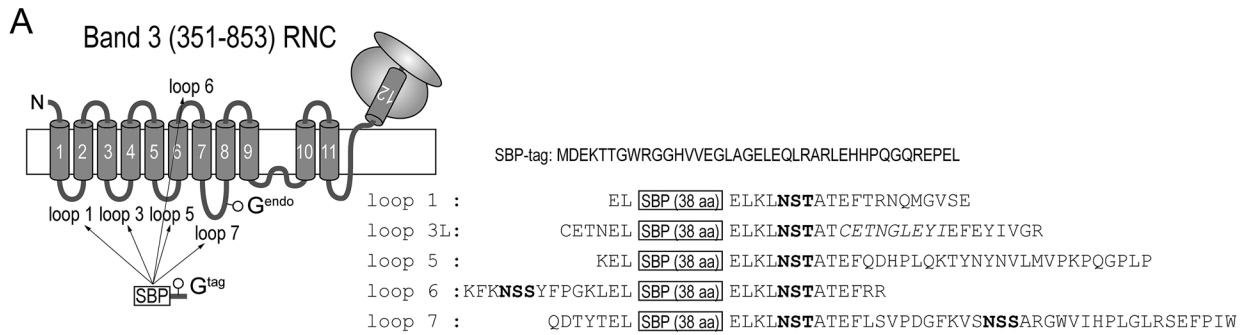 A
Band 3 (351-853) RNC
loop 6
N
12
1 2 3 4 5 6 7 8 9 10 11
G^endo
loop 1 loop 3 loop 5
loop 7
SBP G^tag
SBP-tag: MDEKTTGWRGGHVVEGLAGELEQLRARLEHHPQGQREPEL
loop 1 : EL SBP (38 aa) ELKLNSTATEFTRNQMGVSE
loop 3L: CETNEL SBP (38 aa) ELKLNSTATCETNGLEYIEFEYIVGR
loop 5 : KEL SBP (38 aa) ELKLNSTATEFQDHPLQKTYNYNVLMVPKPQGPLP
loop 6 :KFKNSSYFPGKLEL SBP (38 aa) ELKLNSTATEFRR
loop 7 : QDTYTEL SBP (38 aa) ELKLNSTATEFLSVPDGFKVSNSSARGWVIHPLGLRSEFPIW